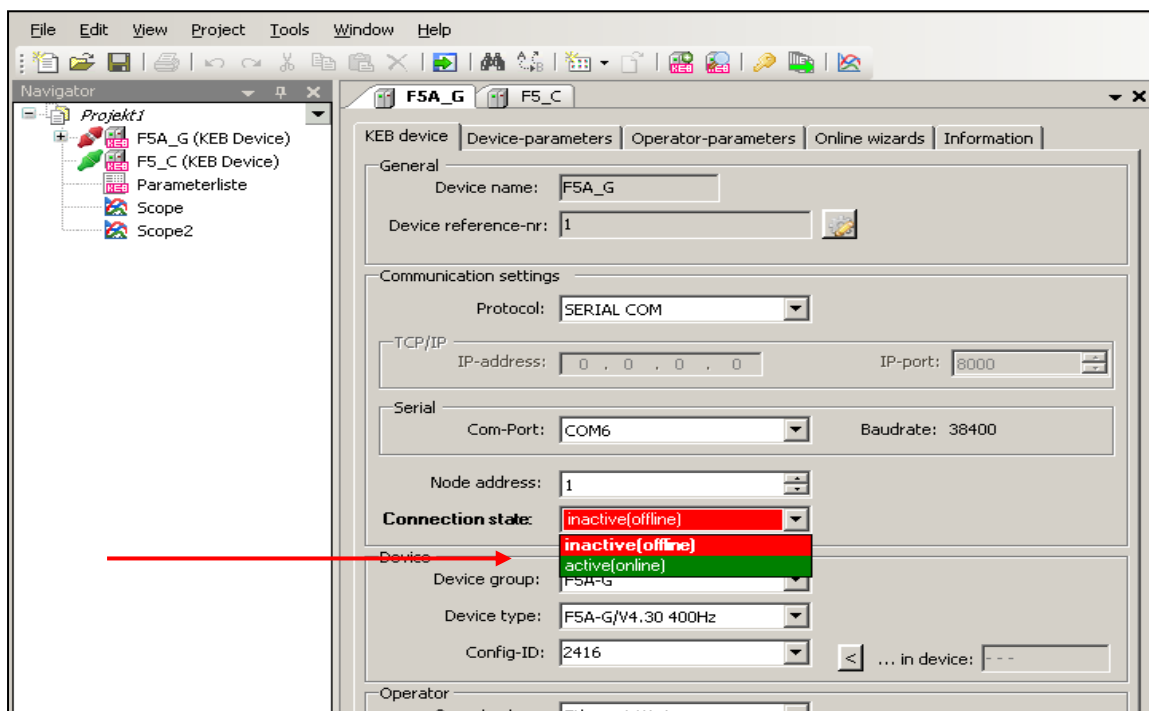 File Edit View Project Tools Window Help
Navigator
Projekt1
F5A_G (KEB Device)
F5_C (KEB Device)
Parameterliste
Scope
Scope2
F5A_G F5_C
KEB device Device-parameters Operator-parameters Online wizards Information
General
Device name: F5A_G
Device reference-nr: 1
Communication settings
Protocol: SERIAL COM
TCP/IP
IP-address: 0 . 0 . 0 . 0 IP-port: 8000
Serial
Com-Port: COM6 Baudrate: 38400
Node address: 1
Connection state: inactive(offline)
inactive(offline)
Device
active(online)
Device group: F5A-G
Device type: F5A-G/V4.30 400Hz
Config-ID: 2416 < ... in device: ---
Operator